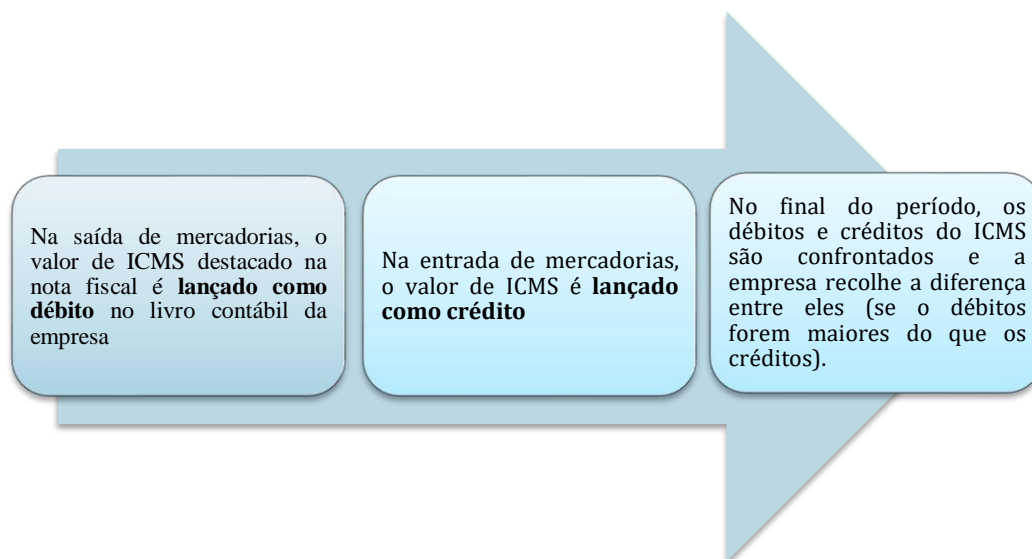 Na saída de mercadorias, o
valor de ICMS destacado na
nota fiscal é lançado como
débito no livro contábil da
empresa
Na entrada de mercadorias,
o valor de ICMS é lançado
como crédito
No final do período, os
débitos e créditos do ICMS
são confrontados e a
empresa recolhe a diferença
entre eles (se o débitos
forem maiores do que os
créditos).